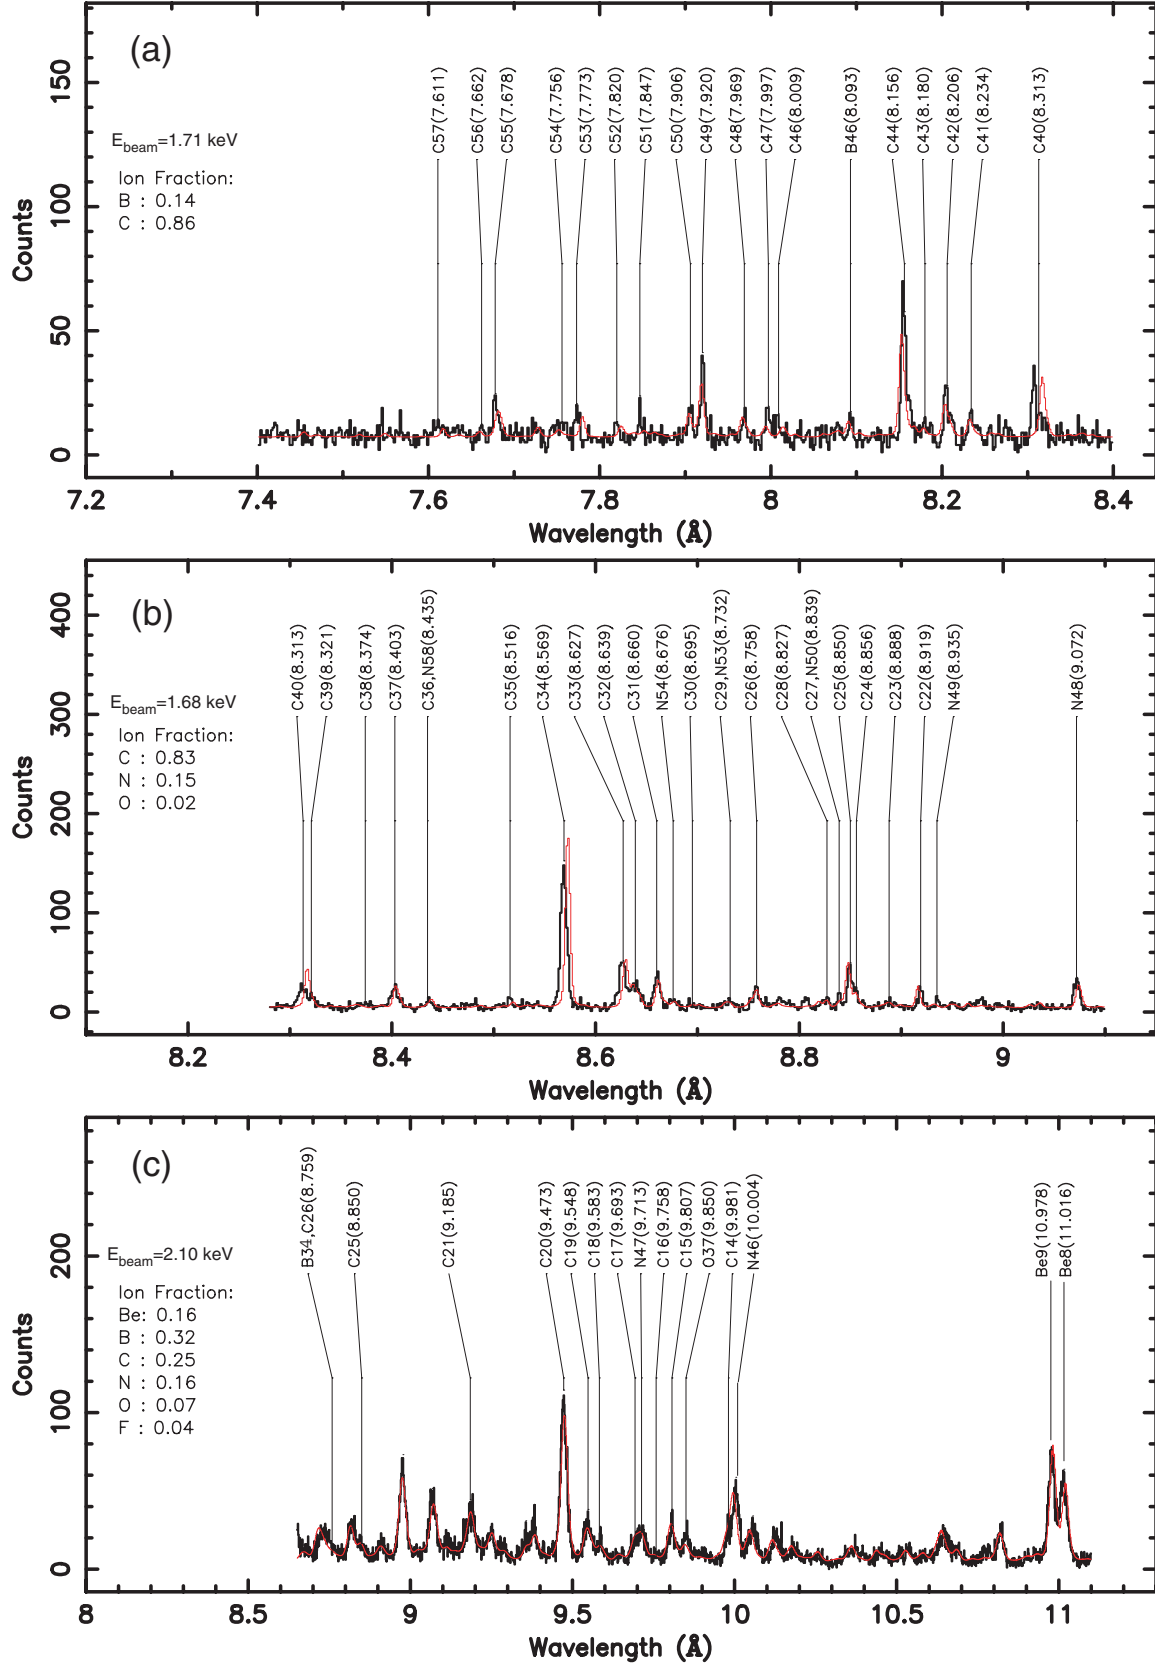 (a)
C57(7.611) C56(7.662) C55(7.678) C54(7.756) C53(7.773) C52(7.820) C51(7.847) C50(7.906) C49(7.920) C48(7.969) C47(7.997) C46(8.009) B46(8.093) C44(8.156) C43(8.180) C42(8.206) C41(8.234) C40(8.313)
E_beam=1.71 keV
Ion Fraction:
B : 0.14
C : 0.86
Counts
150
100
50
0
7.2 7.4 7.6 7.8 8 8.2 8.4
Wavelength (Å)
(b)
C40(8.313) C39(8.321) C38(8.374) C37(8.403) C36,N58(8.435) C35(8.516) C34(8.569) C33(8.627) C32(8.639) C31(8.660) N54(8.676) C30(8.695) C29,N53(8.732) C26(8.758) C28(8.827) C27,N50(8.839) C25(8.850) C24(8.856) C23(8.888) C22(8.919) N49(8.935) N48(9.072)
E_beam=1.68 keV
Ion Fraction:
C : 0.83
N : 0.15
O : 0.02
Counts
400
300
200
100
0
8.2 8.4 8.6 8.8 9
Wavelength (Å)
(c)
B34,C26(8.759) C25(8.850) C21(9.185) C20(9.473) C19(9.548) C18(9.583) C17(9.693) N47(9.713) C16(9.758) C15(9.807) O37(9.850) C14(9.981) N46(10.004) Be9(10.978) Be8(11.016)
E_beam=2.10 keV
Ion Fraction:
Be: 0.16
B : 0.32
C : 0.25
N : 0.16
O : 0.07
F : 0.04
Counts
200
100
0
8 8.5 9 9.5 10 10.5 11
Wavelength (Å)